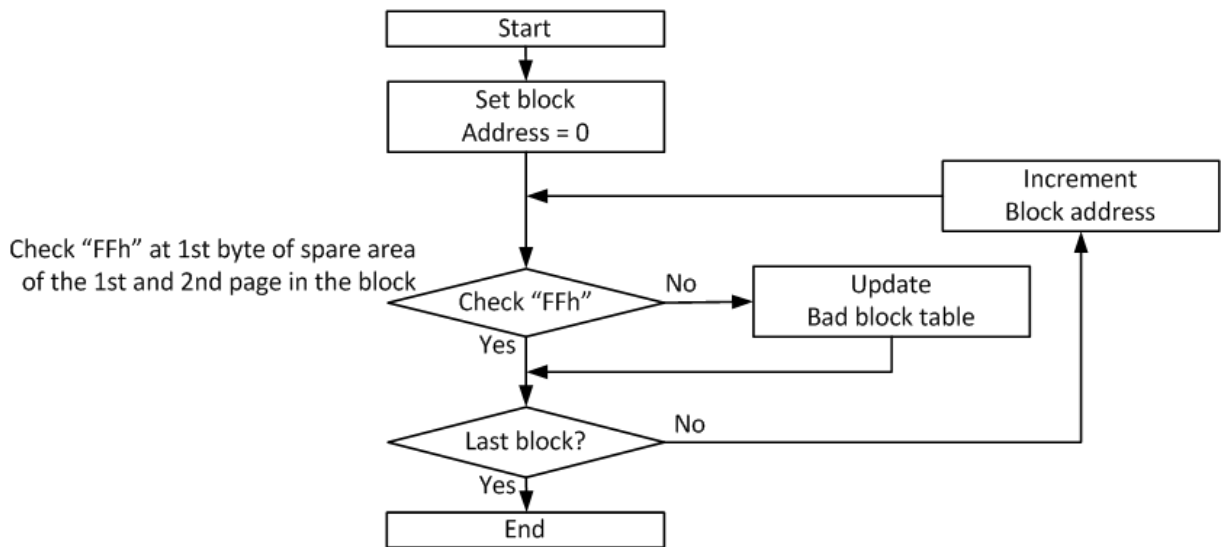 Start
Set block
Address = 0
Increment
Block address
Check “FFh” at 1st byte of spare area
of the 1st and 2nd page in the block
Check “FFh”
No
Update
Bad block table
Yes
Last block?
No
Yes
End